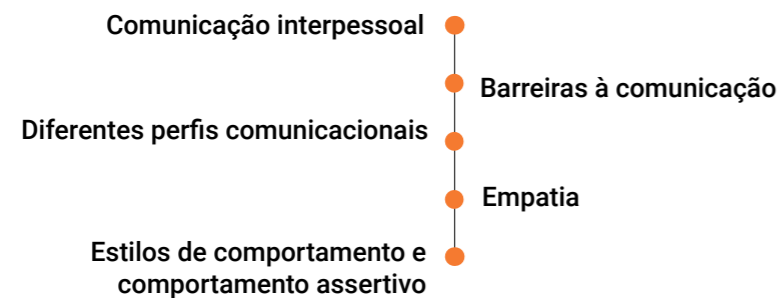 Comunicação interpessoal
Barreiras à comunicação
Diferentes perfis comunicacionais
Empatia
Estilos de comportamento e
comportamento assertivo